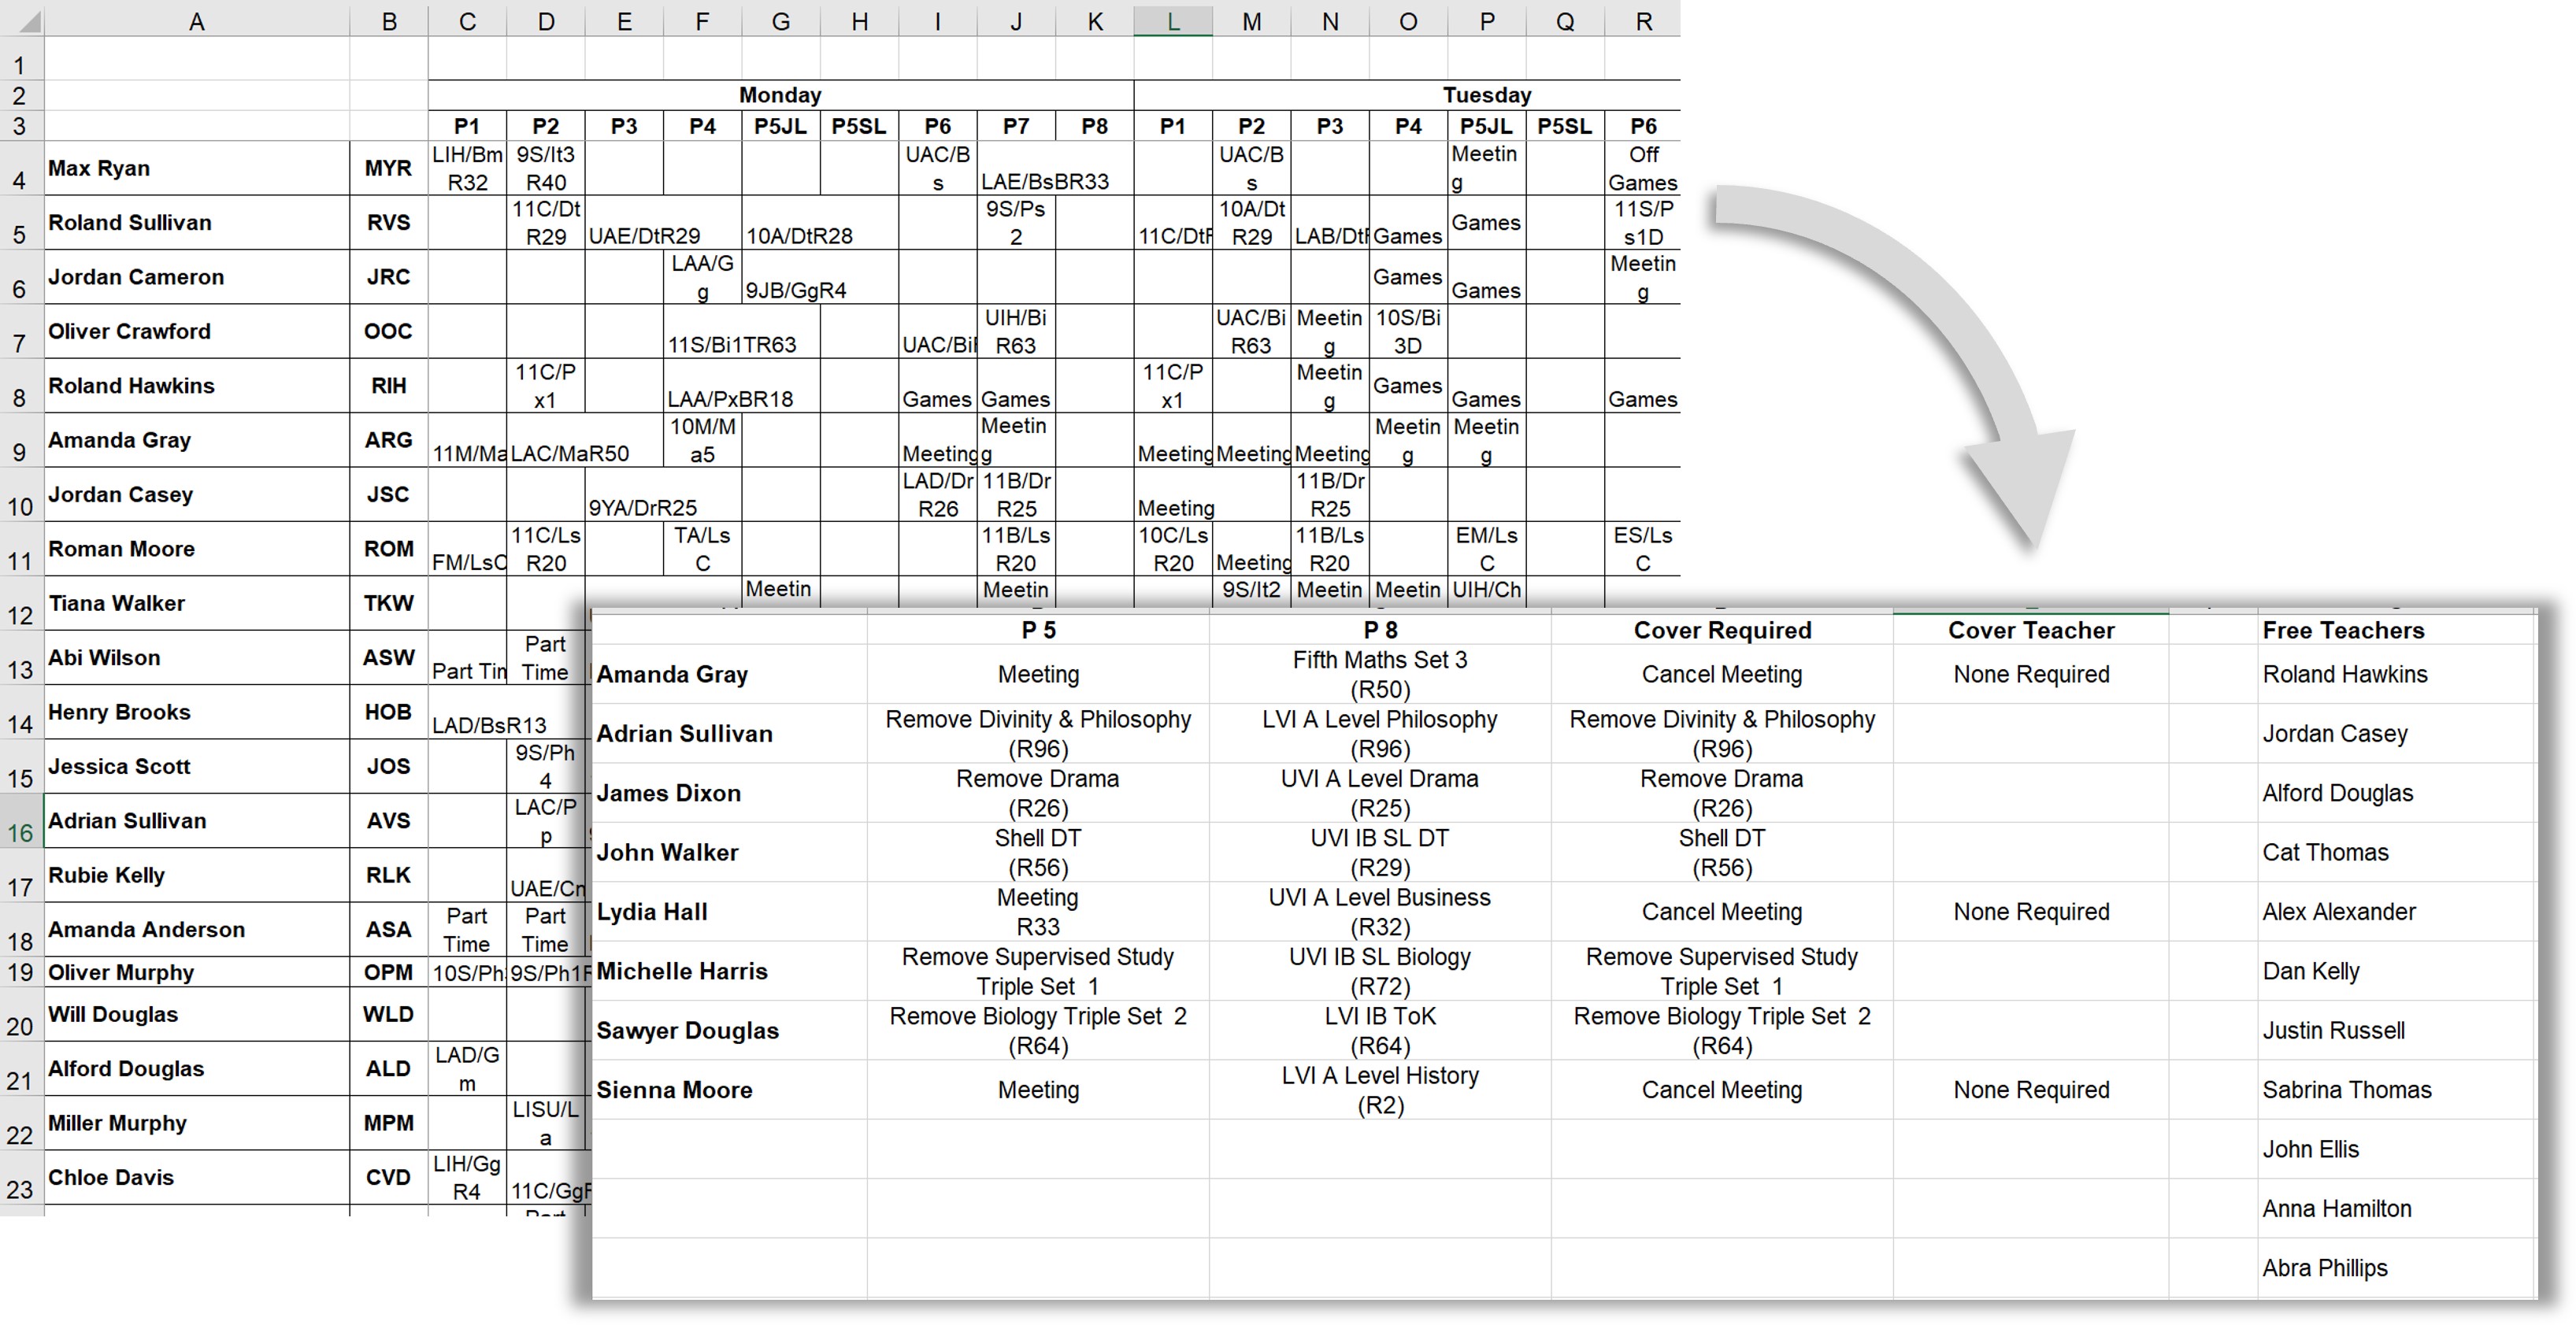 A B C D E F G H I J K L M N O P Q R
1
2 Monday Tuesday
3 P1 P2 P3 P4 P5JL P5SL P6 P7 P8 P1 P2 P3 P4 P5JL P5SL P6
LIH/Bm 9S/It3 UAC/B UAC/B Meetin Off
4 Max Ryan MYR R32 R40 s LAE/BsBR33 s g Games
11C/Dt 9S/Ps 10A/Dt Games 11S/P
5 Roland Sullivan RVS R29 UAE/DtR29 10A/DtR28 2 11C/Dt R29 LAB/Dt Games s1D
LAA/G Games Meetin
6 Jordan Cameron JRC g 9JB/GgR4 Games g
UIH/Bi UAC/Bi Meetin 10S/Bi
7 Oliver Crawford OOC 11S/Bi1TR63 UAC/Bi R63 R63 g 3D
11C/P 11C/P Meetin Games
8 Roland Hawkins RIH x1 LAA/PxBR18 Games Games x1 g Games Games
10M/M Meetin Meetin Meetin
9 Amanda Gray ARG 11M/Ma LAC/MaR50 a5 Meeting g Meeting Meeting Meeting g g
LAD/Dr 11B/Dr 11B/Dr
10 Jordan Casey JSC 9YA/DrR25 R26 R25 Meeting R25
11C/Ls TA/Ls 11B/Ls 10C/Ls 11B/Ls EM/Ls ES/Ls
11 Roman Moore ROM FM/LsC R20 C R20 R20 Meeting R20 C C
12 Tiana Walker TKW Meetin Meetin 9S/It2 Meetin Meetin UIH/Ch
Part
13 Abi Wilson ASW Part Tim Time
14 Henry Brooks HOB LAD/BsR13
9S/Ph
15 Jessica Scott JOS 4
LAC/P
16 Adrian Sullivan AVS p
17 Rubie Kelly RLK UAE/Cn
Part Part
18 Amanda Anderson ASA Time Time
19 Oliver Murphy OPM 10S/Ph 9S/Ph1
20 Will Douglas WLD
LAD/G
21 Alford Douglas ALD m
LISU/L
22 Miller Murphy MPM a
LIH/Gg
23 Chloe Davis CVD R4 11C/Gg
P 5 P 8 Cover Required Cover Teacher Free Teachers
Fifth Maths Set 3
Amanda Gray Meeting (R50) Cancel Meeting None Required Roland Hawkins
Remove Divinity & Philosophy LVI A Level Philosophy Remove Divinity & Philosophy
Adrian Sullivan (R96) (R96) (R96) Jordan Casey
Remove Drama UVI A Level Drama Remove Drama
James Dixon (R26) (R25) (R26) Alford Douglas
Shell DT UVI IB SL DT Shell DT
John Walker (R56) (R29) (R56) Cat Thomas
Meeting UVI A Level Business
Lydia Hall R33 (R32) Cancel Meeting None Required Alex Alexander
Remove Supervised Study UVI IB SL Biology Remove Supervised Study
Michelle Harris Triple Set 1 (R72) Triple Set 1 Dan Kelly
Remove Biology Triple Set 2 LVI IB ToK Remove Biology Triple Set 2
Sawyer Douglas (R64) (R64) (R64) Justin Russell
LVI A Level History
Sienna Moore Meeting (R2) Cancel Meeting None Required Sabrina Thomas
John Ellis
Anna Hamilton
Abra Phillips